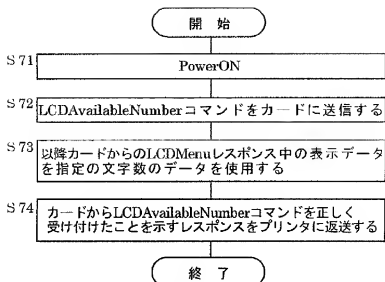 開始
S71
PowerON
S72
LCDAvailableNumberコマンドをカードに送信する
S73
以降カードからのLCDMenuレスポンス中の表示データ
を指定の文字数のデータを使用する
S74
カードからLCDAvailableNumberコマンドを正しく
受け付けたことを示すレスポンスをプリンタに返送する
終了